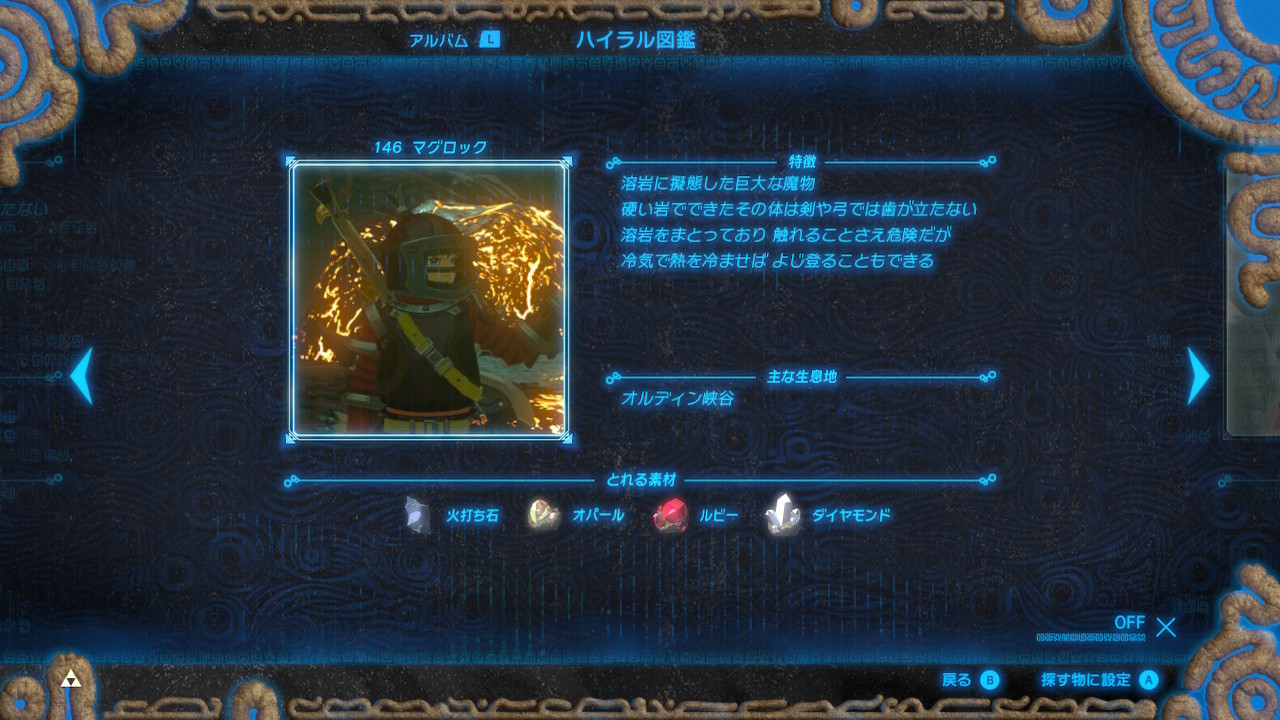 アルバム L
ハイラル図鑑
146 マグロック
特徴
溶岩に擬態した巨大な魔物
硬い岩でできたその体は剣や弓では歯が立たない
溶岩をまとっており 触れることさえ危険だが
冷気で熱を冷ませば よじ登ることもできる
主な生息地
オルディン峡谷
とれる素材
火打ち石 オパール ルビー ダイヤモンド
OFF
戻る B 探す物に設定 A